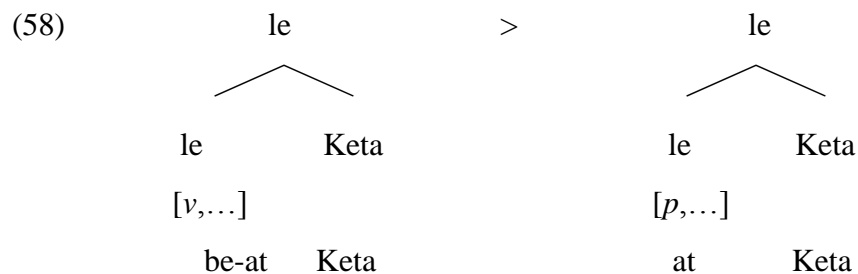 (58) le > le
le Keta le Keta
[v,…] [p,…]
be-at Keta at Keta